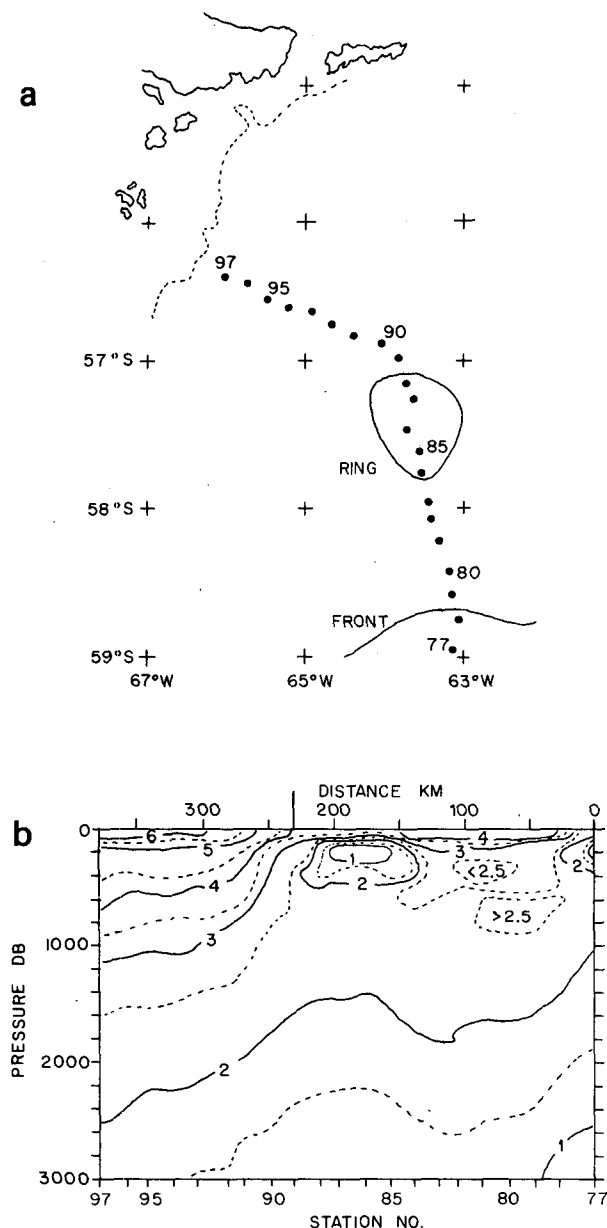 a
97
95
90
57°S
85
RING
58°S
80
FRONT
77
59°S
67°W 65°W 63°W
b
DISTANCE KM
300 200 100 0
0
6
5
4
3
2
1
2
3
4
<2.5
2
>2.5
1000
PRESSURE DB
2000
2
1
3000
97 95 90 85 80 77
STATION NO.